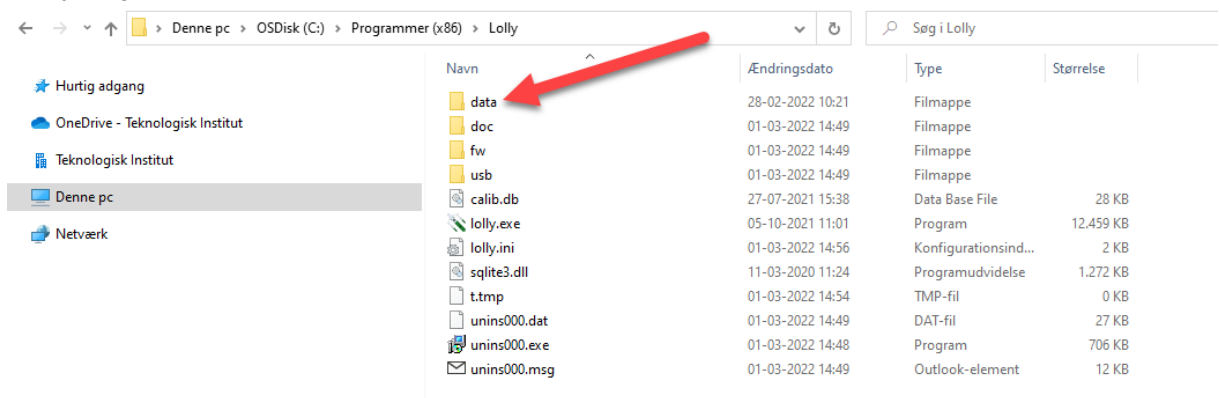 Denne pc › OSDisk (C:) › Programmer (x86) › Lolly
Søg i Lolly
Hurtig adgang
OneDrive - Teknologisk Institut
Teknologisk Institut
Denne pc
Netværk
Navn Ændringsdato Type Størrelse
data 28-02-2022 10:21 Filmappe
doc 01-03-2022 14:49 Filmappe
fw 01-03-2022 14:49 Filmappe
usb 01-03-2022 14:49 Filmappe
calib.db 27-07-2021 15:38 Data Base File 28 KB
lolly.exe 05-10-2021 11:01 Program 12.459 KB
lolly.ini 01-03-2022 14:56 Konfigurationsind... 2 KB
sqlite3.dll 11-03-2020 11:24 Programudvidelse 1.272 KB
t.tmp 01-03-2022 14:54 TMP-fil 0 KB
unins000.dat 01-03-2022 14:49 DAT-fil 27 KB
unins000.exe 01-03-2022 14:48 Program 706 KB
unins000.msg 01-03-2022 14:49 Outlook-element 12 KB